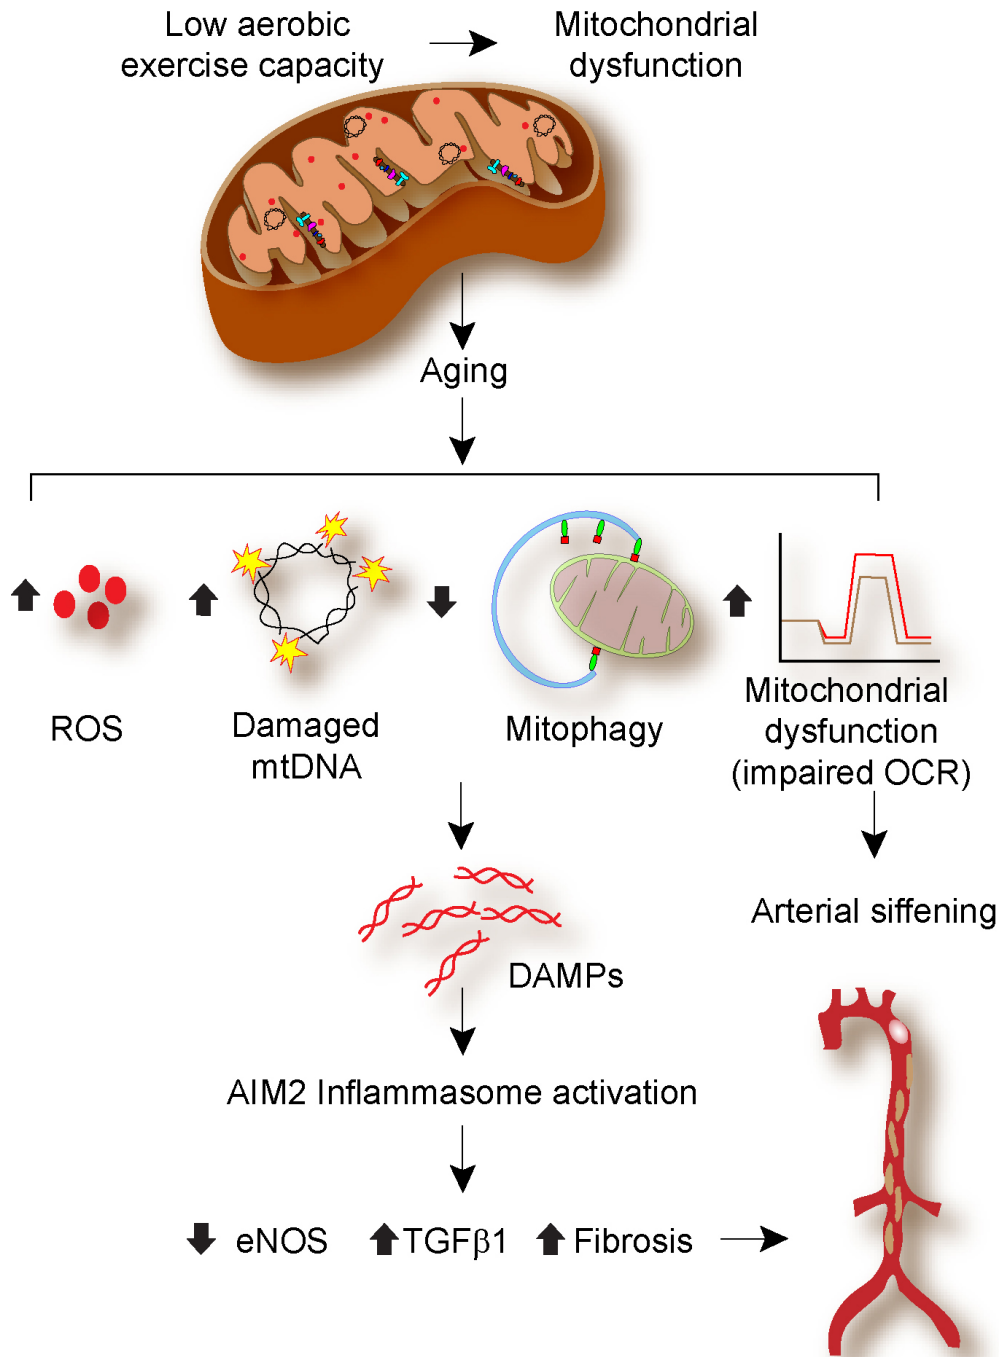 Low aerobic
exercise capacity
Mitochondrial
dysfunction
Aging
ROS
Damaged
mtDNA
Mitophagy
Mitochondrial
dysfunction
(impaired OCR)
Arterial siffening
DAMPs
AIM2 Inflammasome activation
eNOS TGFβ1 Fibrosis